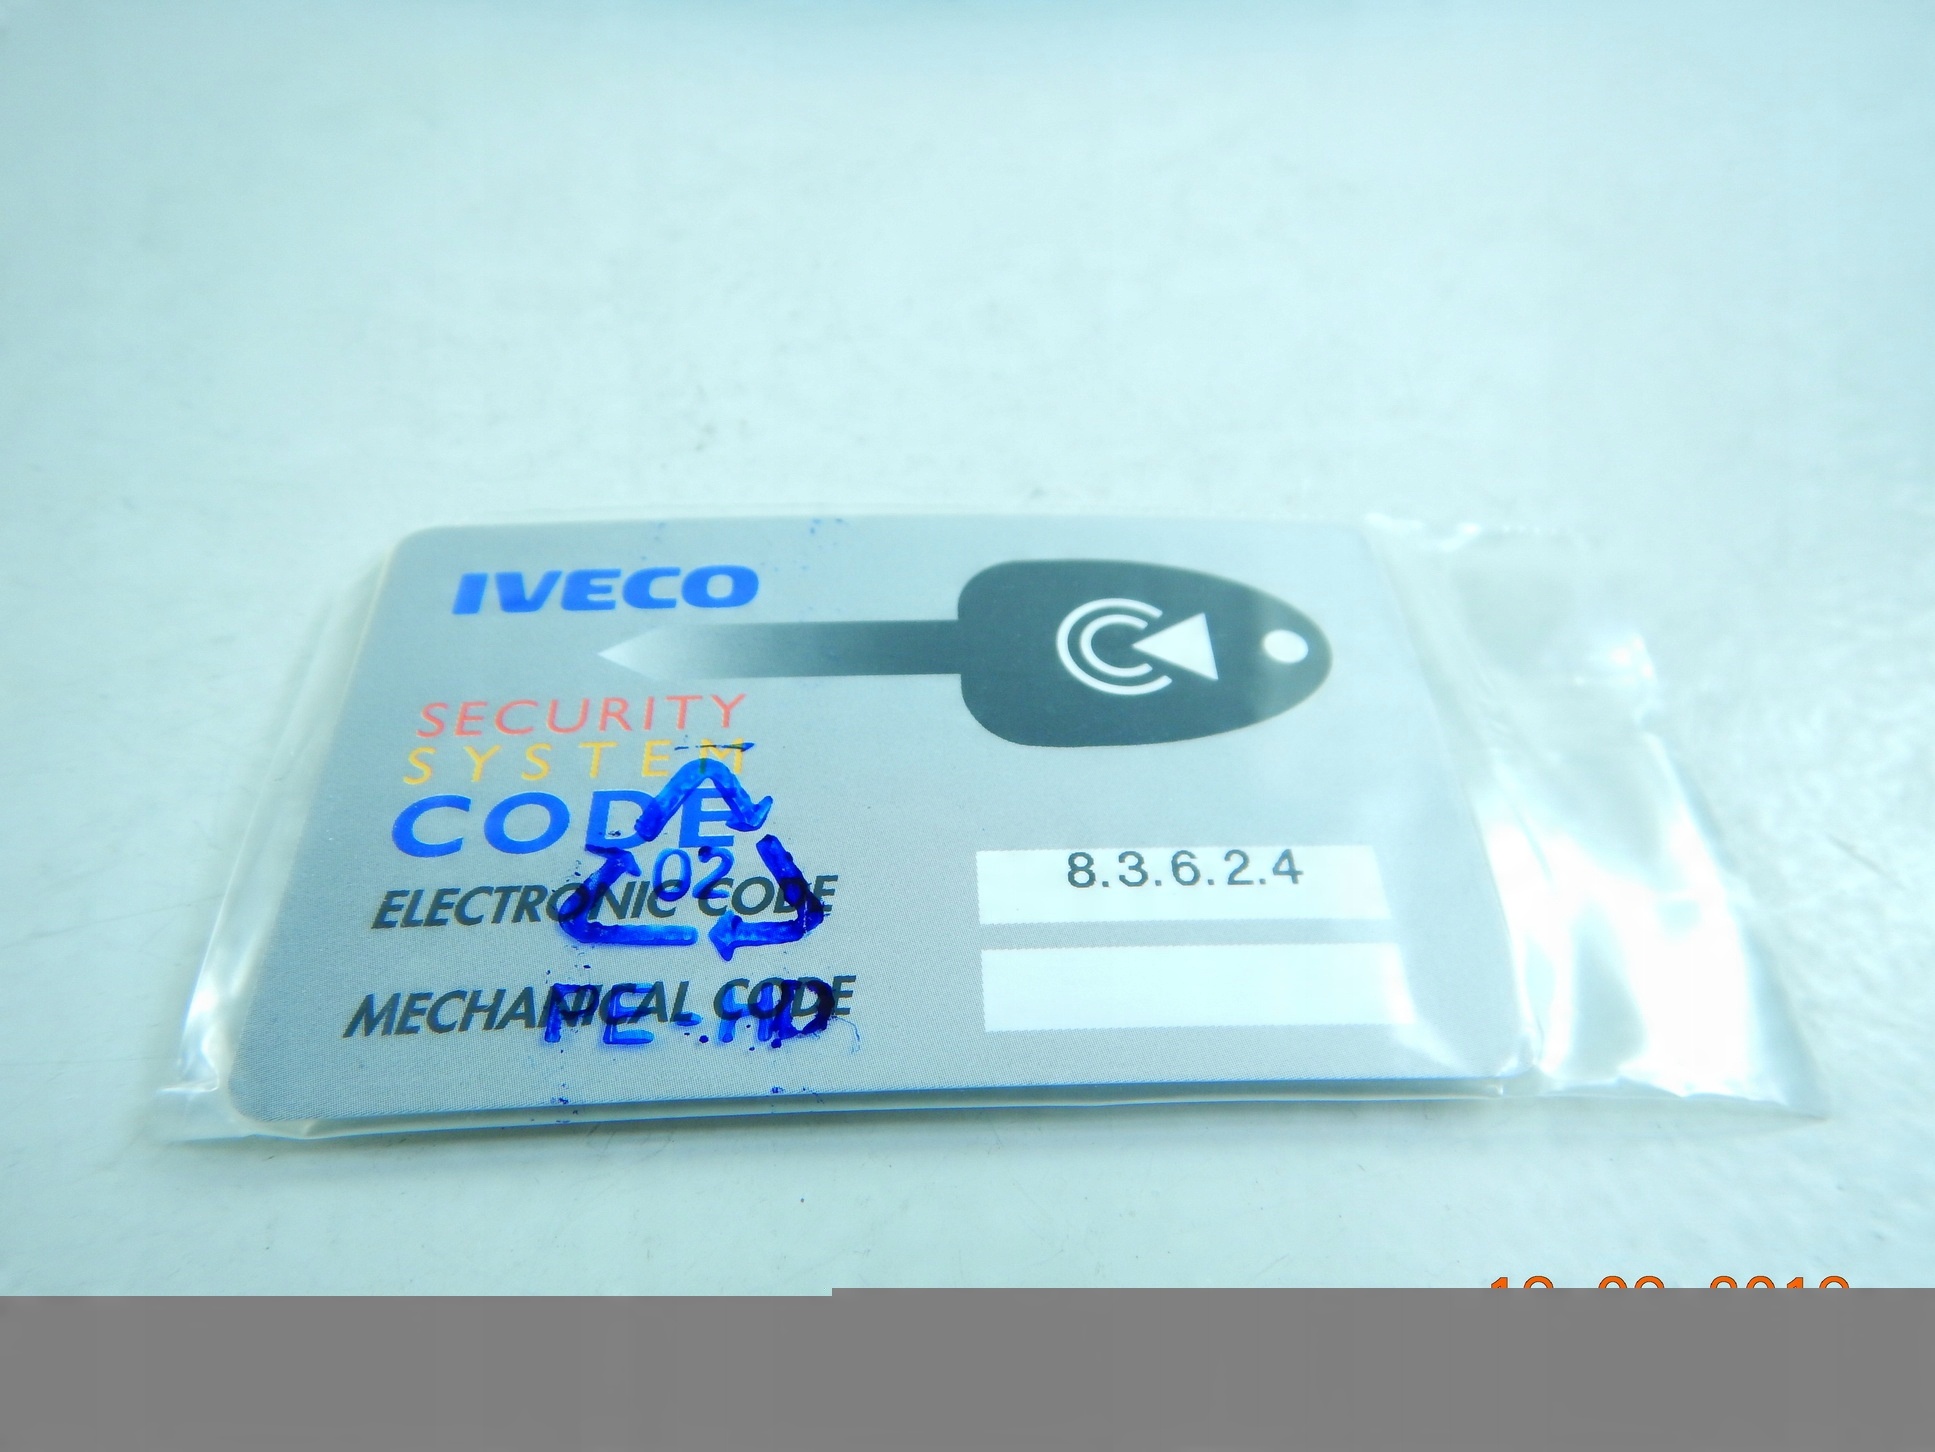 IVECO
SECURITY
SYSTEM
CODE
02
ELECTRONIC CODE 8.3.6.2.4
MECHANICAL CODE
PE-HD